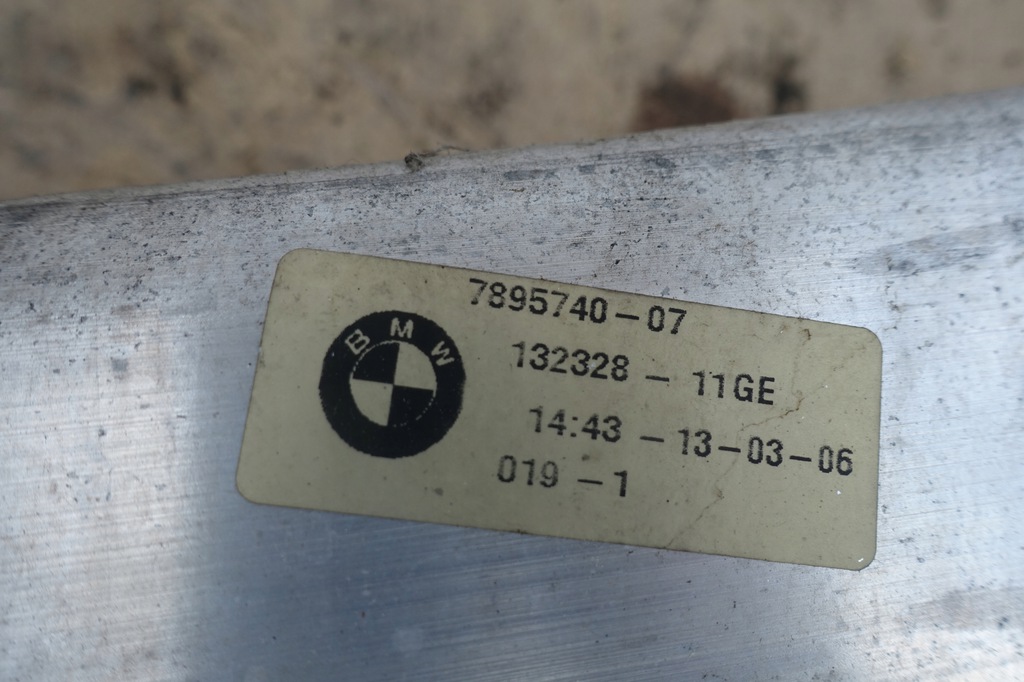 BMW
7895740-07
132328 - 11GE
14:43 - 13-03-06
019 -1